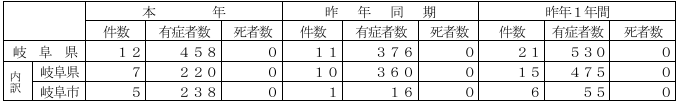 本　　　　年 昨　年　同　期 昨年１年間
件数 有症者数 死者数 件数 有症者数 死者数 件数 有症者数 死者数
岐　阜　県 １２ ４５８ ０ １１ ３７６ ０ ２１ ５３０ ０
内訳 岐阜県 ７ ２２０ ０ １０ ３６０ ０ １５ ４７５ ０
岐阜市 ５ ２３８ ０ １ １６ ０ ６ ５５ ０